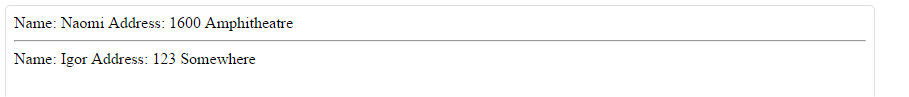 Name: Naomi Address: 1600 Amphitheatre
Name: Igor Address: 123 Somewhere